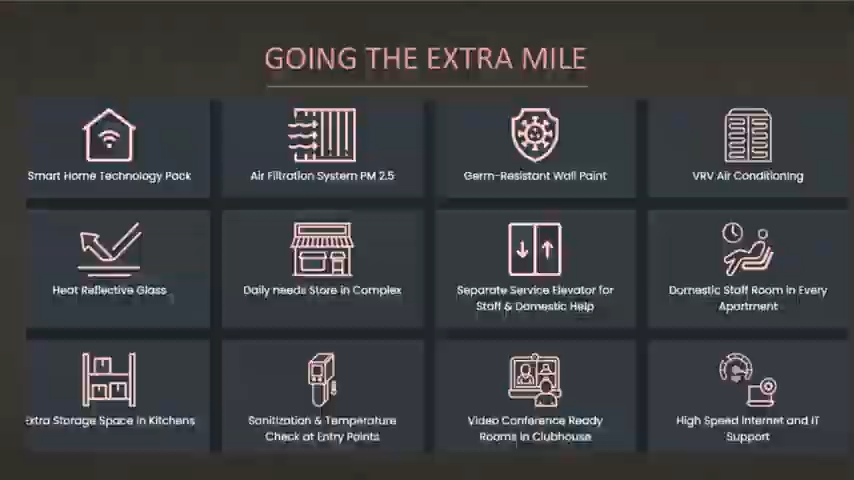 GOING THE EXTRA MILE
Smart Home Technology Pack
Air Filtration System PM 2.5
Germ-Resistant Wall Paint
VRV Air Conditioning
Heat Reflective Glass
Daily needs Store in Complex
Separate Service Elevator for
Staff & Domestic Help
Domestic Staff Room in Every
Apartment
Extra Storage Space in Kitchens
Sanitization & Temperature
Check at Entry Points
Video Conference Ready
Rooms in Clubhouse
High Speed Internet and IT
Support